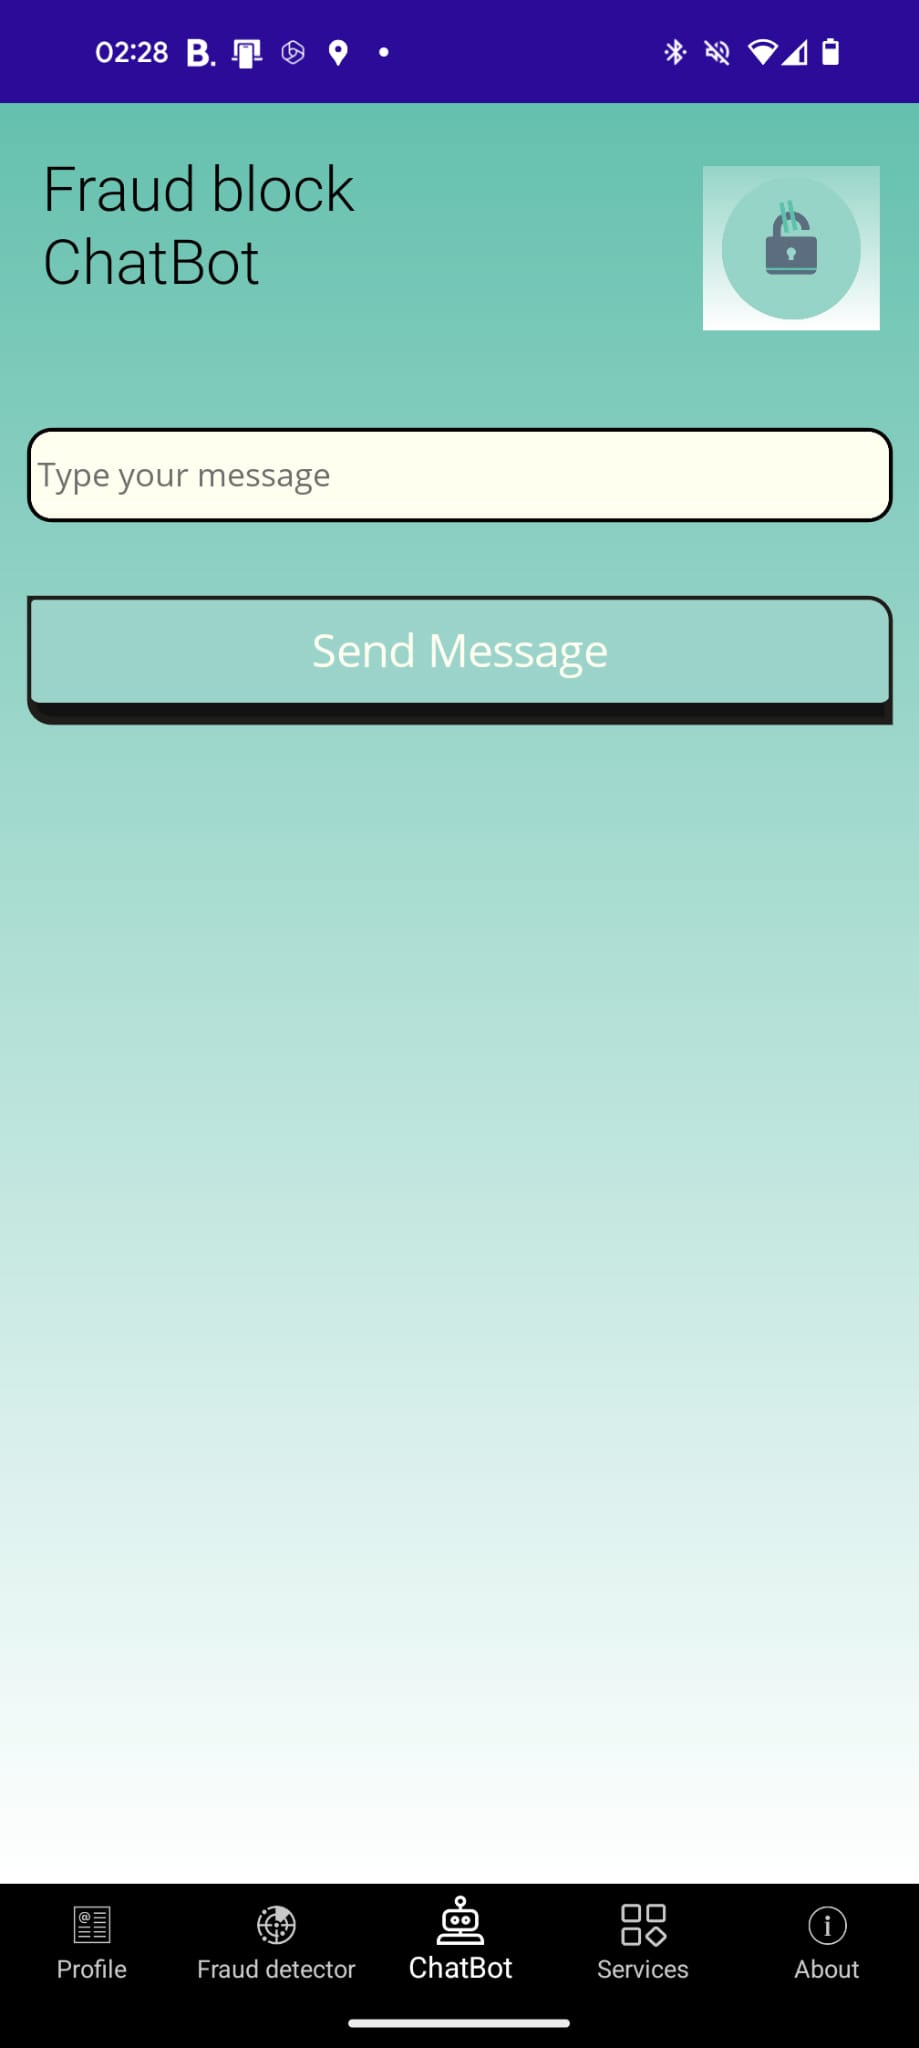 02:28 B.
Fraud block
ChatBot
Type your message
Send Message
Profile
Fraud detector
ChatBot
Services
About